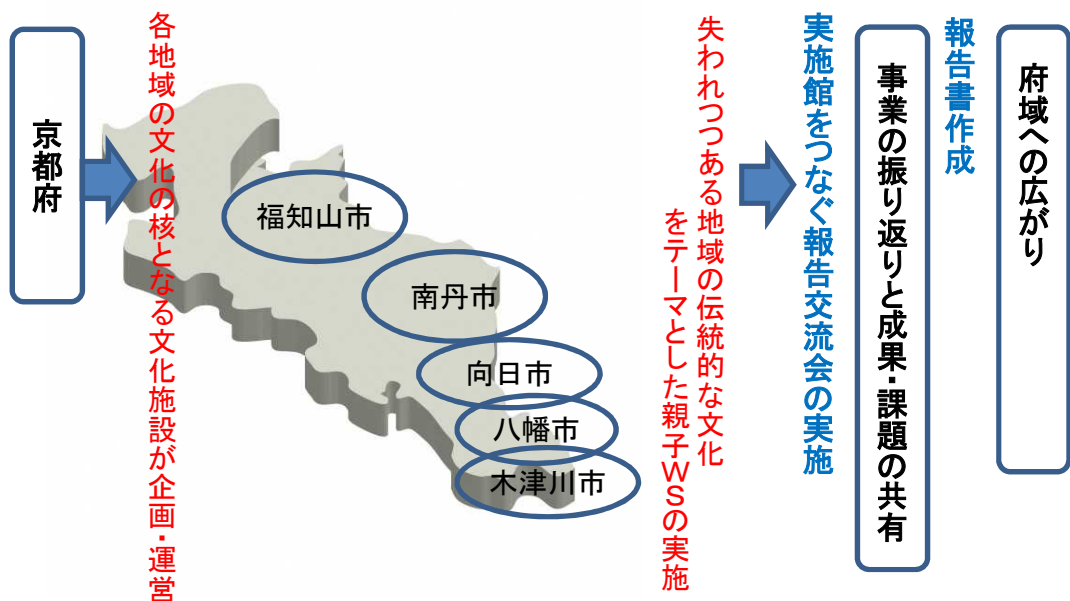 京都府
各地域の文化の核となる文化施設が企画・運営
福知山市
南丹市
向日市
八幡市
木津川市
失われつつある地域の伝統的な文化
をテーマとした親子WSの実施
実施館をつなぐ報告交流会の実施
事業の振り返りと成果・課題の共有
報告書作成
府域への広がり